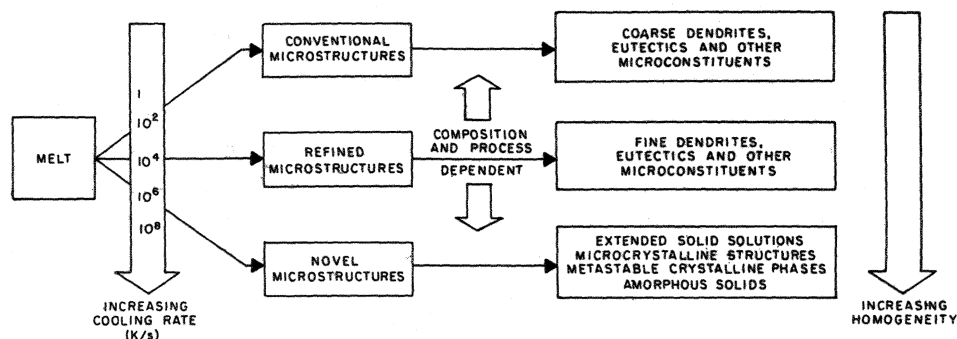 MELT
1
10²
10⁴
10⁶
10⁸
INCREASING
COOLING RATE
(K/s)
CONVENTIONAL
MICROSTRUCTURES
REFINED
MICROSTRUCTURES
NOVEL
MICROSTRUCTURES
COMPOSITION
AND PROCESS
DEPENDENT
COARSE DENDRITES,
EUTECTICS AND OTHER
MICROCONSTITUENTS
FINE DENDRITES,
EUTECTICS AND OTHER
MICROCONSTITUENTS
EXTENDED SOLID SOLUTIONS
MICROCRYSTALLINE STRUCTURES
METASTABLE CRYSTALLINE PHASES
AMORPHOUS SOLIDS
INCREASING
HOMOGENEITY